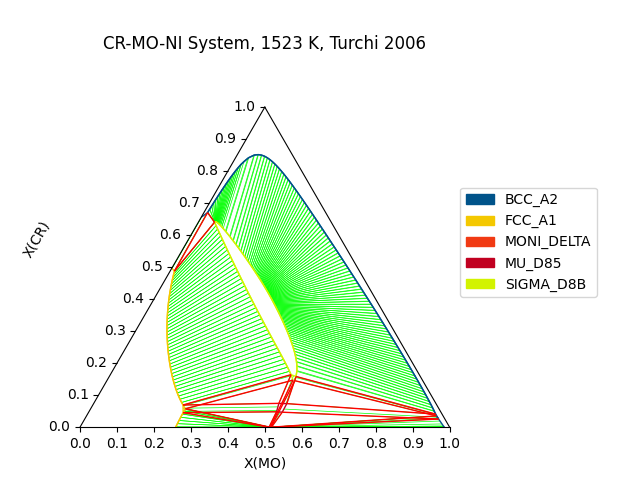 CR-MO-NI System, 1523 K, Turchi 2006
1.0
0.9
0.8
0.7
0.6
0.5
0.4
0.3
0.2
0.1
0.0
X(CR)
0.0 0.1 0.2 0.3 0.4 0.5 0.6 0.7 0.8 0.9 1.0
X(MO)
BCC_A2
FCC_A1
MONI_DELTA
MU_D85
SIGMA_D8B